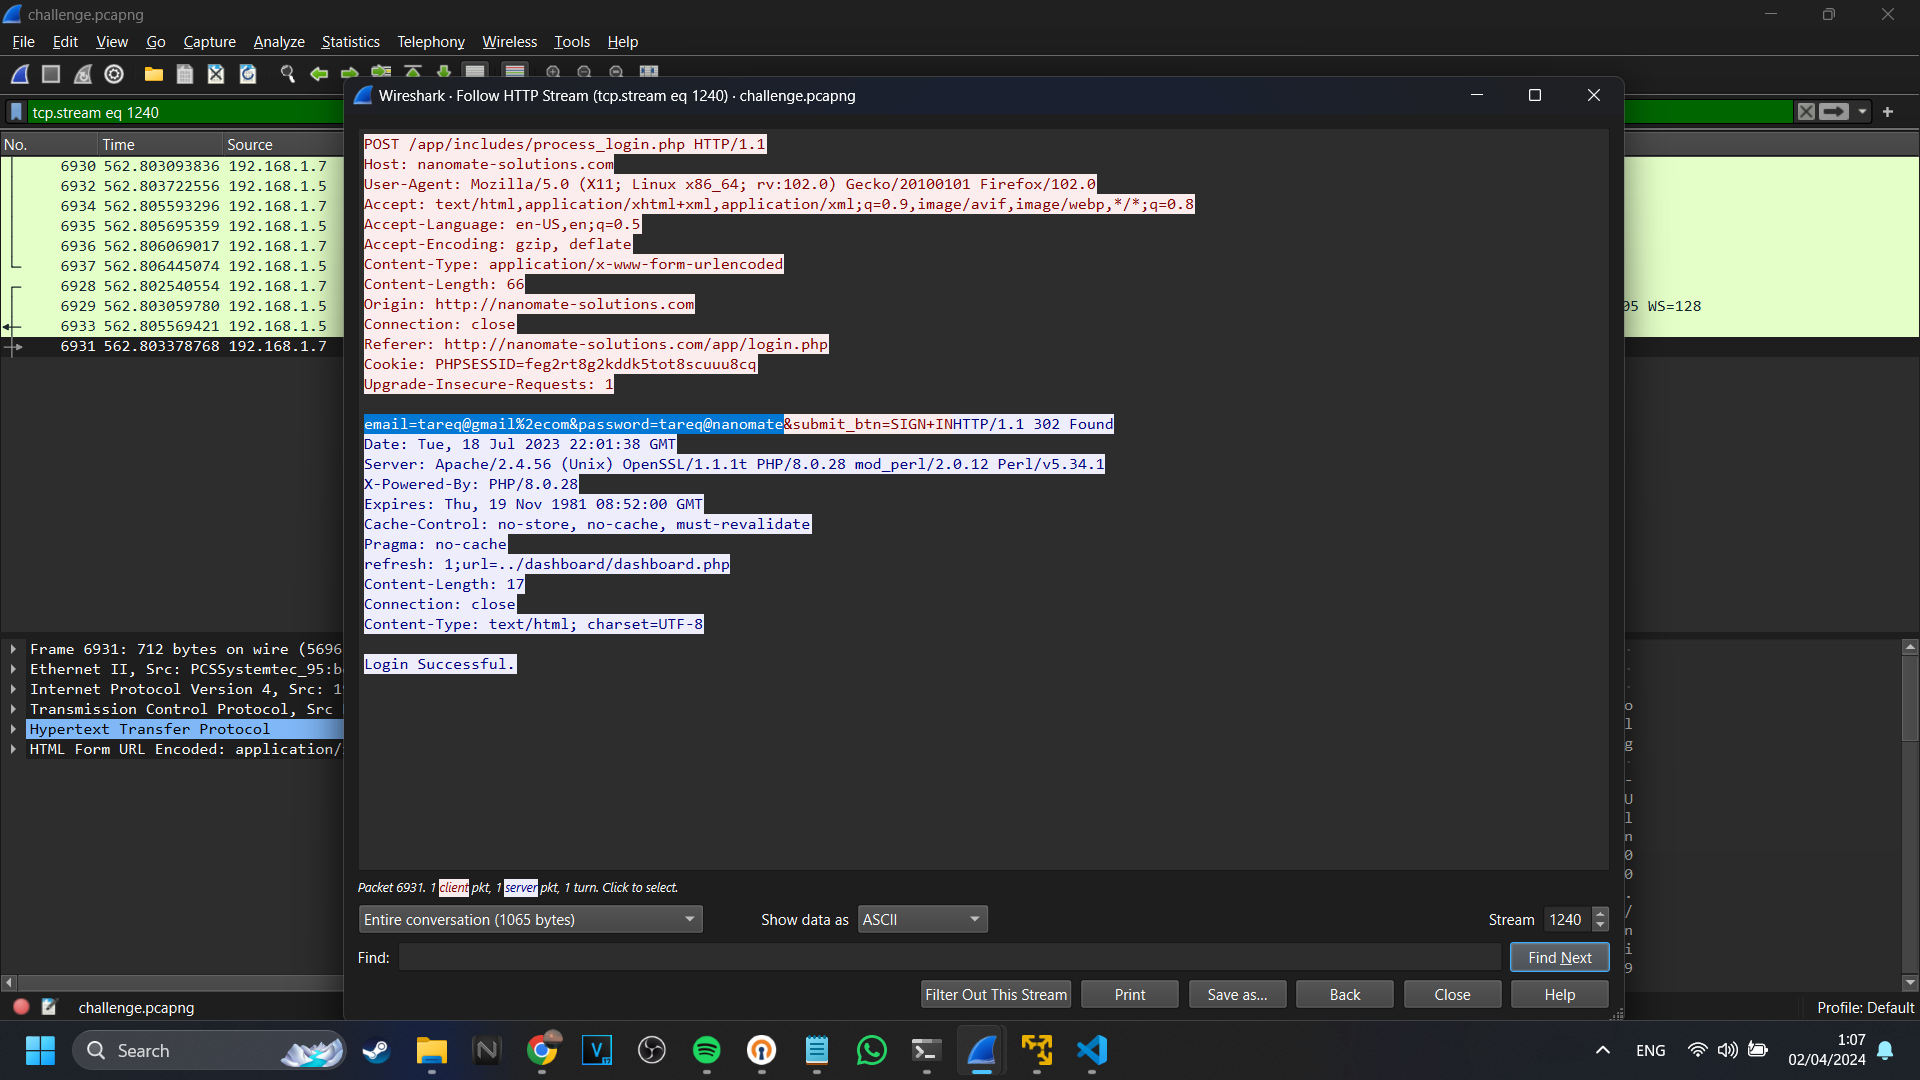 challenge.pcapng
File Edit View Go Capture Analyze Statistics Telephony Wireless Tools Help
Wireshark · Follow HTTP Stream (tcp.stream eq 1240) · challenge.pcapng
tcp.stream eq 1240
No. Time Source
6930 562.803093836 192.168.1.7
6932 562.803722556 192.168.1.5
6934 562.805593296 192.168.1.7
6935 562.805695359 192.168.1.5
6936 562.806069017 192.168.1.7
6937 562.806445074 192.168.1.5
6928 562.802540554 192.168.1.7
6929 562.803059780 192.168.1.5
6933 562.805569421 192.168.1.5
6931 562.803378768 192.168.1.7
05 WS=128
POST /app/includes/process_login.php HTTP/1.1
Host: nanomate-solutions.com
User-Agent: Mozilla/5.0 (X11; Linux x86_64; rv:102.0) Gecko/20100101 Firefox/102.0
Accept: text/html,application/xhtml+xml,application/xml;q=0.9,image/avif,image/webp,*/*;q=0.8
Accept-Language: en-US,en;q=0.5
Accept-Encoding: gzip, deflate
Content-Type: application/x-www-form-urlencoded
Content-Length: 66
Origin: http://nanomate-solutions.com
Connection: close
Referer: http://nanomate-solutions.com/app/login.php
Cookie: PHPSESSID=feg2rt8g2kddk5tot8scuuu8cq
Upgrade-Insecure-Requests: 1
email=tareq@gmail%2ecom&password=tareq@nanomate&submit_btn=SIGN+INHTTP/1.1 302 Found
Date: Tue, 18 Jul 2023 22:01:38 GMT
Server: Apache/2.4.56 (Unix) OpenSSL/1.1.1t PHP/8.0.28 mod_perl/2.0.12 Perl/v5.34.1
X-Powered-By: PHP/8.0.28
Expires: Thu, 19 Nov 1981 08:52:00 GMT
Cache-Control: no-store, no-cache, must-revalidate
Pragma: no-cache
refresh: 1;url=../dashboard/dashboard.php
Content-Length: 17
Connection: close
Content-Type: text/html; charset=UTF-8
Login Successful.
Frame 6931: 712 bytes on wire (5696
Ethernet II, Src: PCSSystemtec_95:b
Internet Protocol Version 4, Src: 1
Transmission Control Protocol, Src
Hypertext Transfer Protocol
HTML Form URL Encoded: application/
o
l
g
-
U
l
n
0
0
.
/
n
i
9
Packet 6931. 1 client pkt, 1 server pkt, 1 turn. Click to select.
Entire conversation (1065 bytes) Show data as ASCII Stream 1240
Find: Find Next
Filter Out This Stream Print Save as... Back Close Help
challenge.pcapng Profile: Default
Search
ENG
1:07
02/04/2024